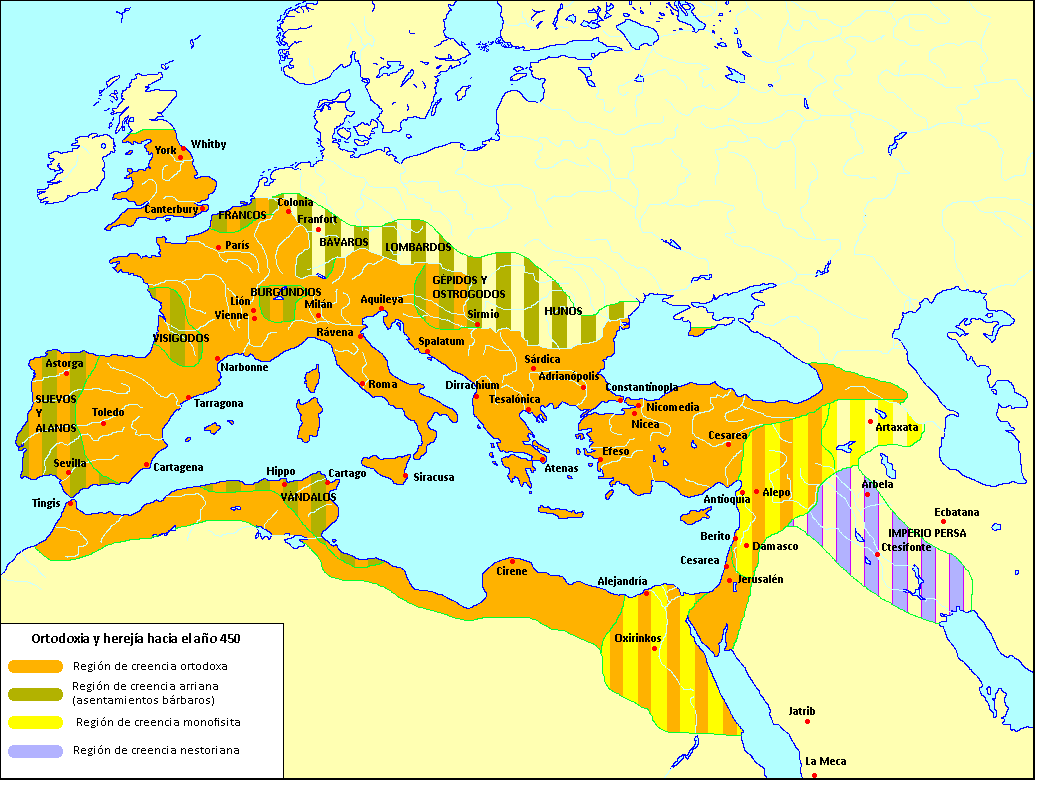 Whitby
York
Canterbury
FRANCOS
Colonia
Franfort
París
BÁVAROS
LOMBARDOS
BURGUNDIOS
GÉPIDOS Y
OSTROGODOS
HUNOS
Lión
Vienne
Milán
Aquileya
Sirmio
VISIGODOS
Rávena
Spalatum
Narbonne
Astorga
Roma
Sárdica
Adrianópolis
Dirrachium
Tesalónica
Constantínopla
Nicomedia
Nicea
Artaxata
SUEVOS
Y
ALANOS
Toledo
Tarragona
Cesarea
Efeso
Atenas
Sevilla
Cartagena
Hippo
Cartago
Siracusa
VÁNDALOS
Tingis
Antioquía
Alepo
Arbela
Ecbatana
IMPERIO PERSA
Ctesifonte
Berito
Damasco
Cesarea
Jerusalén
Cirene
Alejandría
Oxirinkos
Jatrib
La Meca
Ortodoxia y herejía hacia el año 450
Región de creencia ortodoxa
Región de creencia arriana
(asentamientos bárbaros)
Región de creencia monofisita
Región de creencia nestoriana